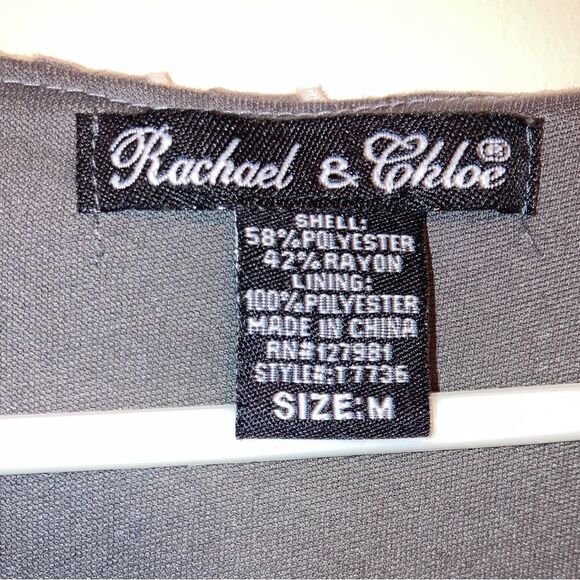 Rachael & Chloe®
SHELL:
58%POLYESTER
42%RAYON
LINING:
100%POLYESTER
MADE IN CHINA
RN#127981
STYLE#:T7736
SIZE:M